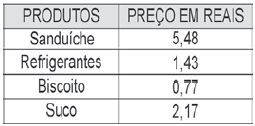 PRODUTOS PREÇO EM REAIS
Sanduíche 5,48
Refrigerantes 1,43
Biscoito 0,77
Suco 2,17